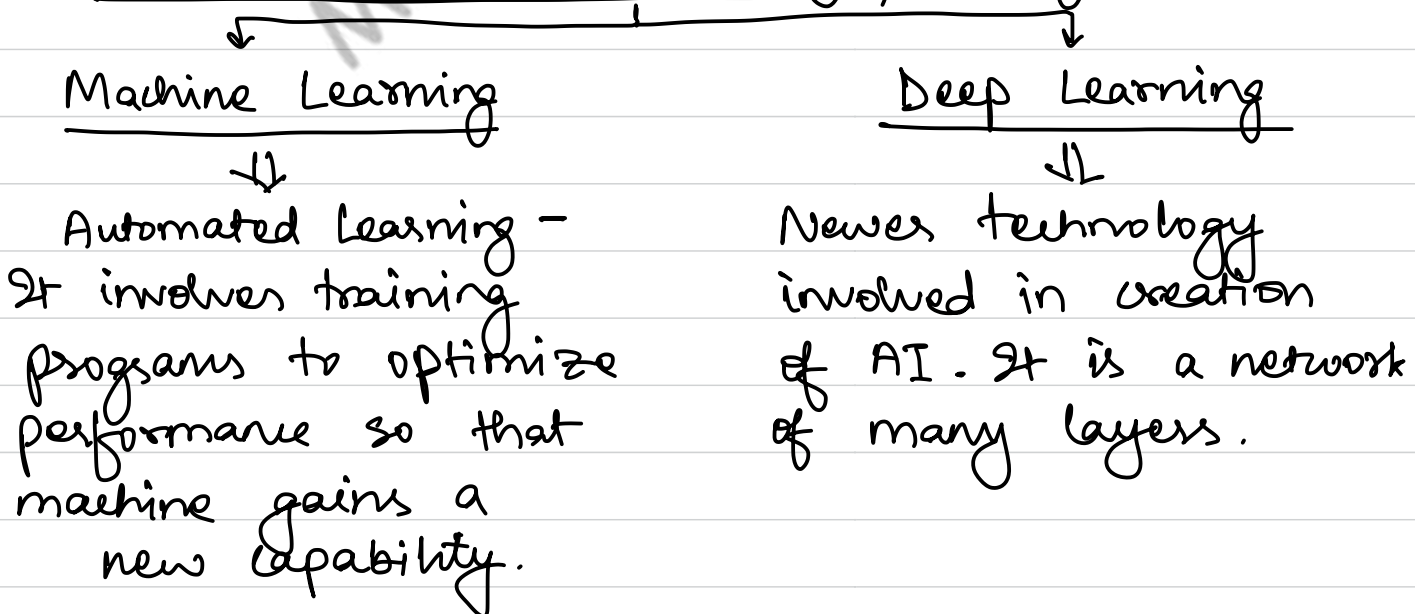 Machine Learning
Automated Learning -
It involves training
programs to optimize
performance so that
machine gains a
new capability.
Deep Learning
Newer technology
involved in creation
of AI. It is a network
of many layers.